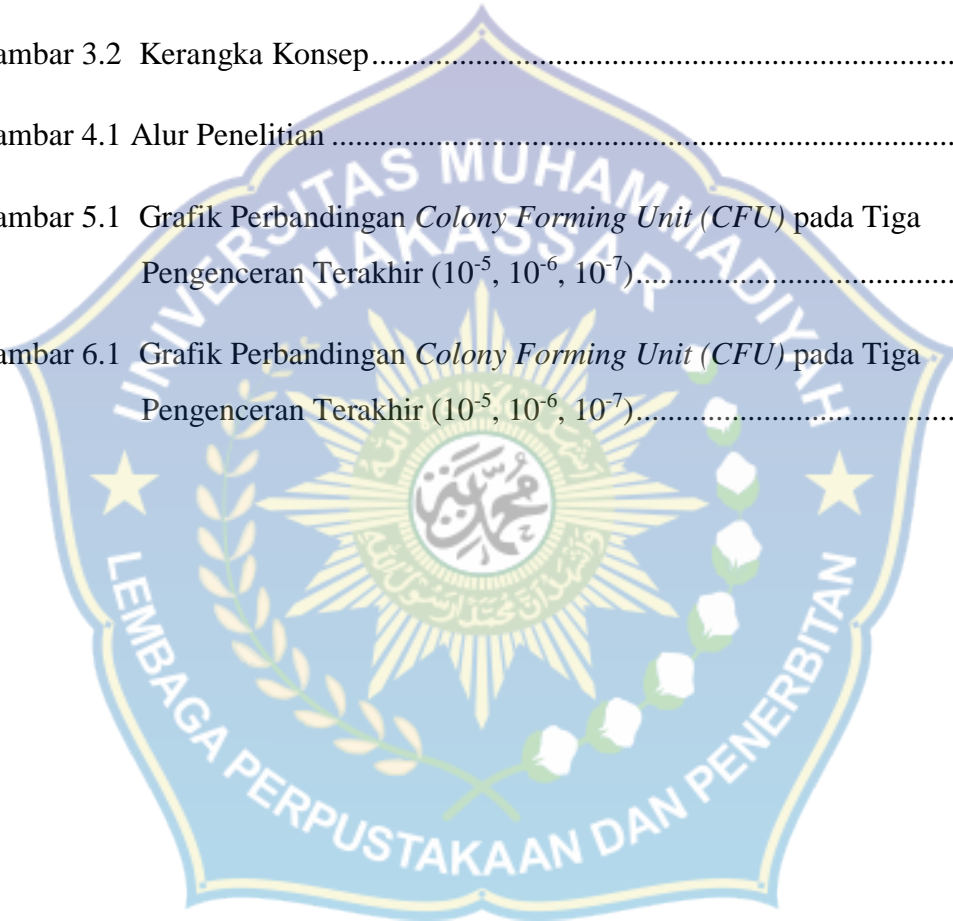 ambar 3.2 Kerangka Konsep
ambar 4.1 Alur Penelitian
ambar 5.1 Grafik Perbandingan Colony Forming Unit (CFU) pada Tiga
Pengenceran Terakhir (10⁻⁵, 10⁻⁶, 10⁻⁷)
ambar 6.1 Grafik Perbandingan Colony Forming Unit (CFU) pada Tiga
Pengenceran Terakhir (10⁻⁵, 10⁻⁶, 10⁻⁷)
UNIVERSITAS MUHAMMADIYAH
MAKASSAR
محمد
LEMBAGA PERPUSTAKAAN DAN PENERBITAN